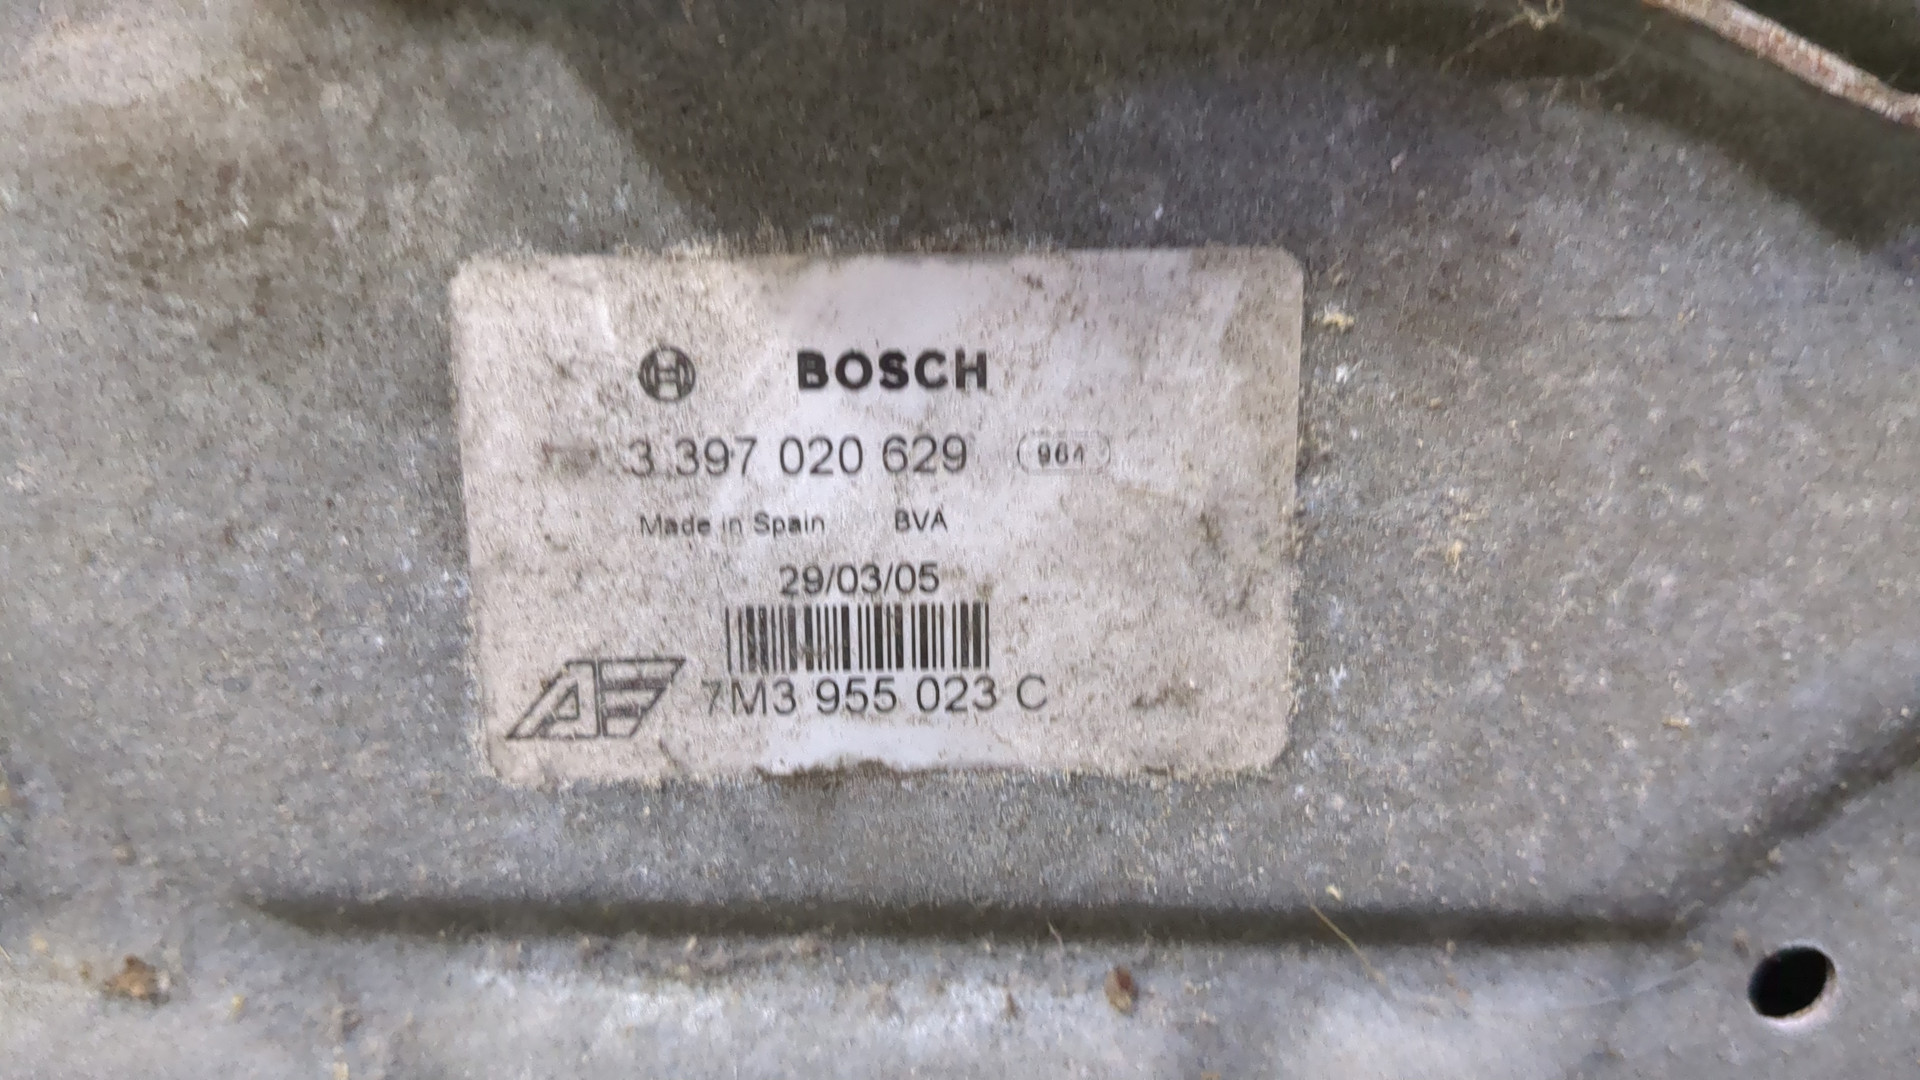 BOSCH
3 397 020 629 964
Made in Spain BVA
29/03/05
7M3 955 023 C